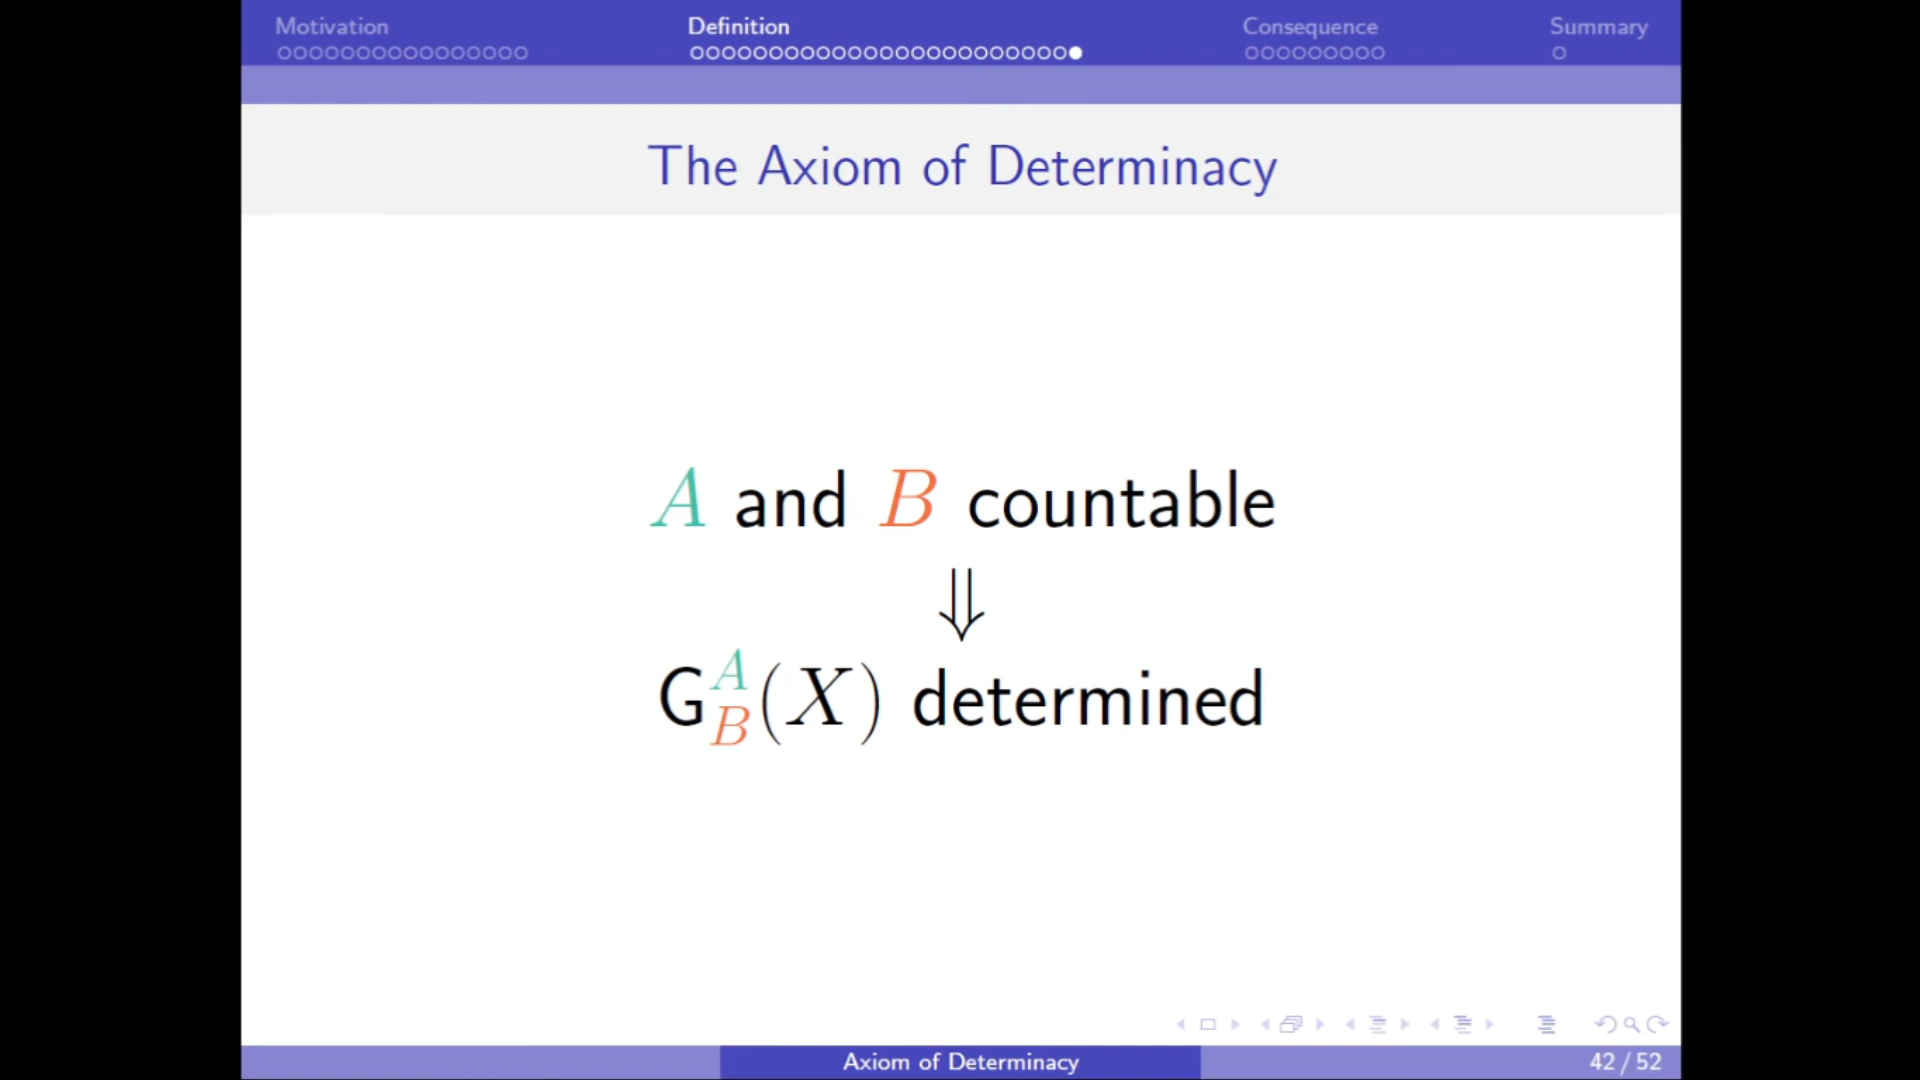 Motivation Definition Consequence Summary
The Axiom of Determinacy
A and B countable
⇓
G^A_B(X) determined
Axiom of Determinacy 42 / 52